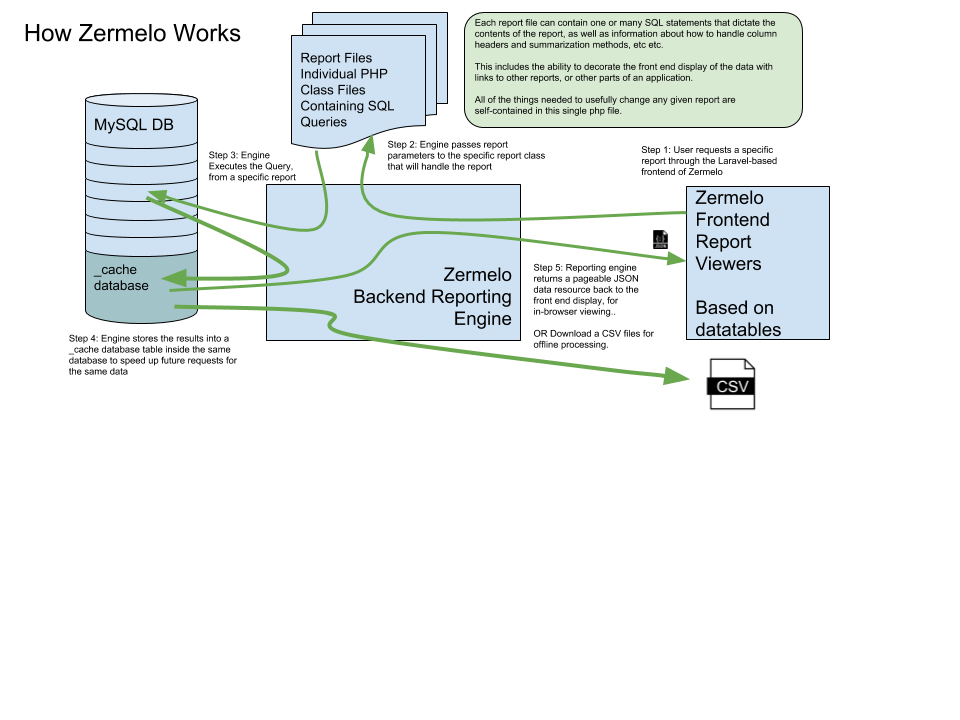 How Zermelo Works
Report Files
Individual PHP
Class Files
Containing SQL
Queries
Each report file can contain one or many SQL statements that dictate the
contents of the report, as well as information about how to handle column
headers and summarization methods, etc etc.
This includes the ability to decorate the front end display of the data with
links to other reports, or other parts of an application.
All of the things needed to usefully change any given report are
self-contained in this single php file.
MySQL DB
Step 3: Engine
Executes the Query,
from a specific report
Step 2: Engine passes report
parameters to the specific report class
that will handle the report
Step 1: User requests a specific
report through the Laravel-based
frontend of Zermelo
Zermelo
Frontend
Report
Viewers
Based on
datatables
JSON
_cache
database
Zermelo
Backend Reporting
Engine
Step 5: Reporting engine
returns a pageable JSON
data resource back to the
front end display, for
in-browser viewing..
OR Download a CSV files for
offline processing.
Step 4: Engine stores the results into a
_cache database table inside the same
database to speed up future requests for
the same data
CSV